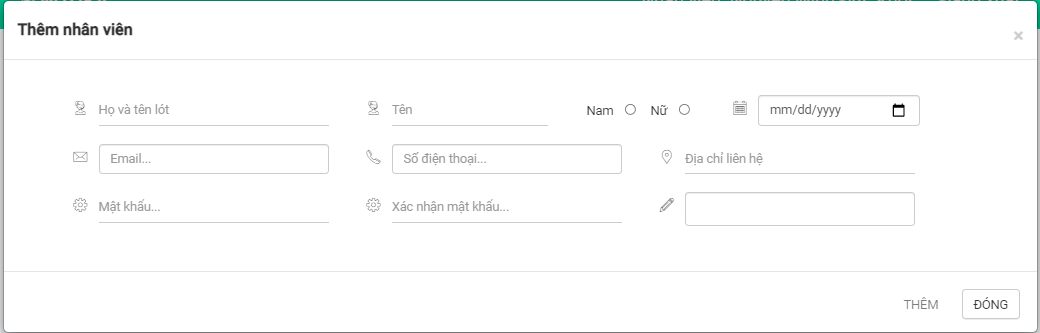 Thêm nhân viên
×
Họ và tên lót Tên Nam Nữ mm/dd/yyyy
Email... Số điện thoại... Địa chỉ liên hệ
Mật khẩu... Xác nhận mật khẩu...
THÊM ĐÓNG